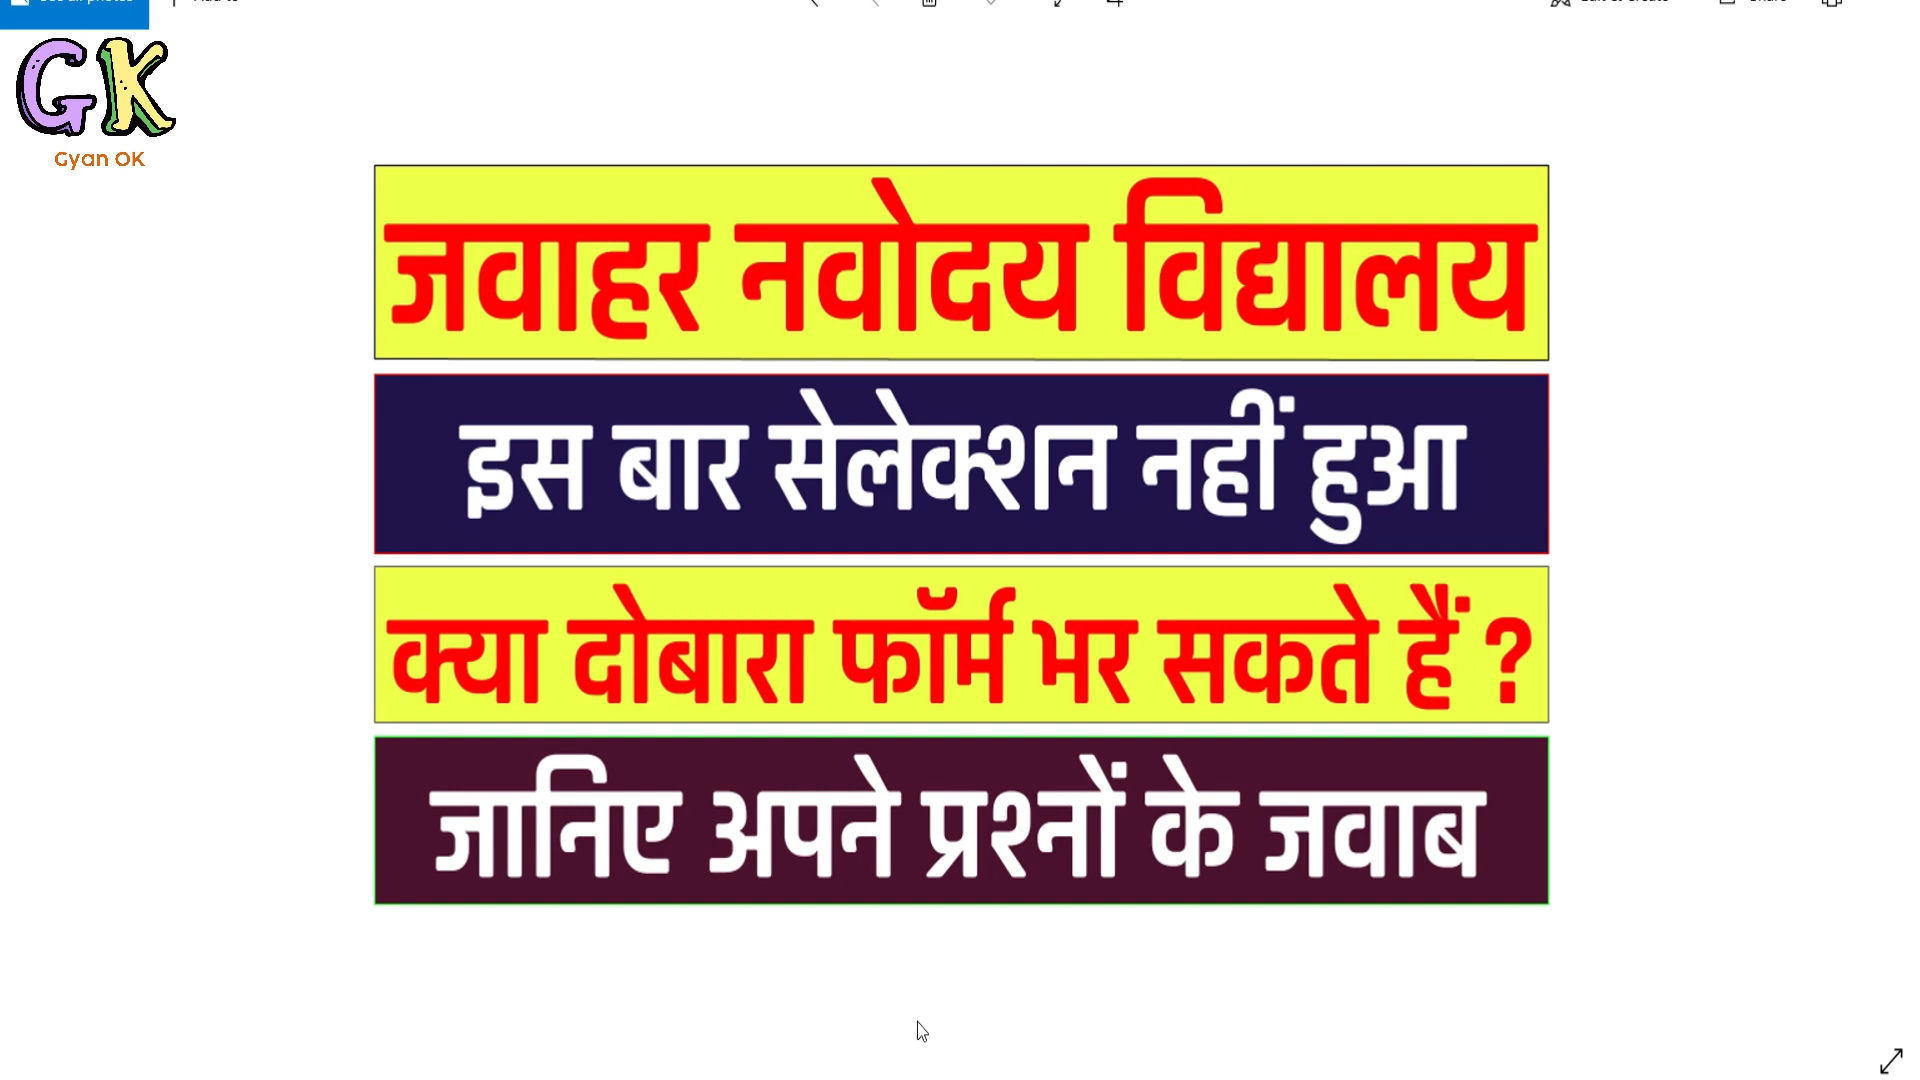 GK
Gyan OK
जवाहर नवोदय विद्यालय
इस बार सेलेक्शन नहीं हुआ
क्या दोबारा फॉर्म भर सकते हैं ?
जानिए अपने प्रश्नों के जवाब